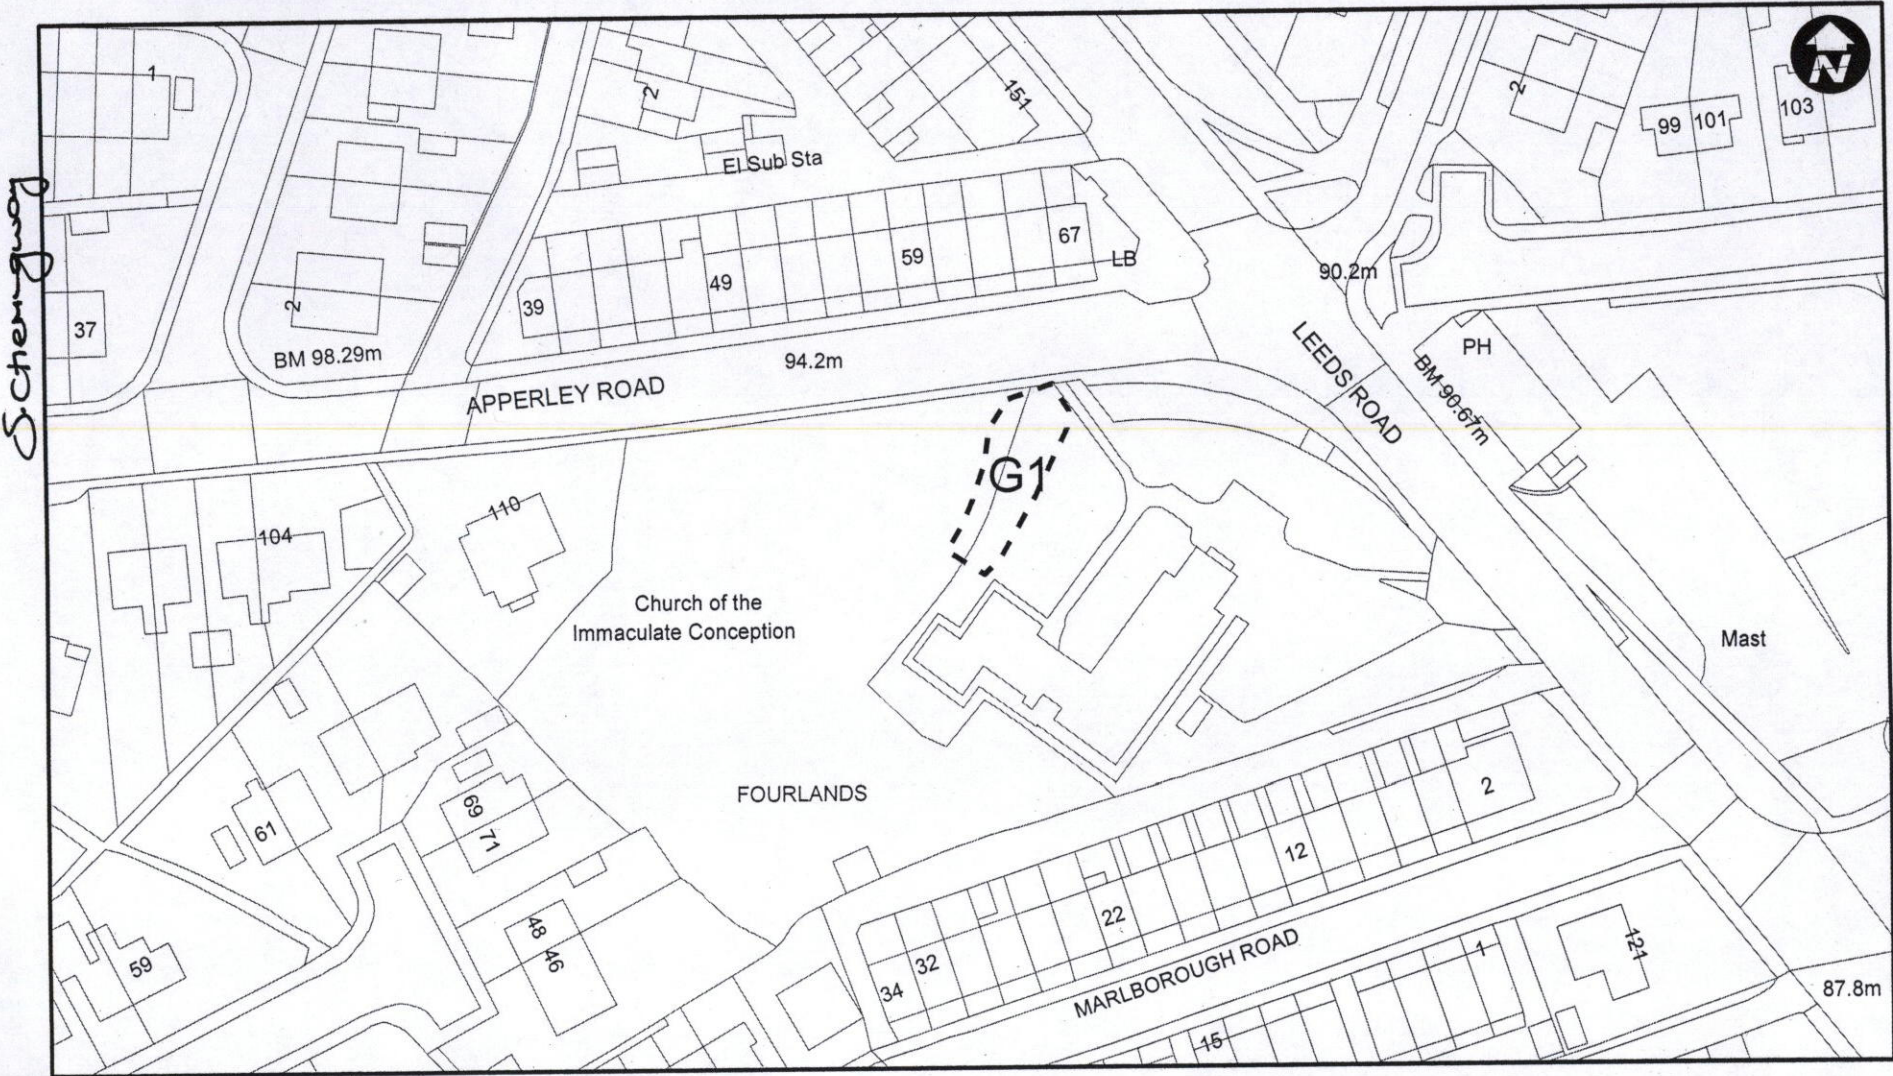 N
1
2
151
2
99 101
103
El Sub Sta
37
2
39
49
59
67
LB
90.2m
BM 98.29m
94.2m
APPERLEY ROAD
LEEDS ROAD
PH
BM 90.67m
G1
104
110
Church of the
Immaculate Conception
Mast
FOURLANDS
61
69
71
2
12
22
48
46
59
32
34
MARLBOROUGH ROAD
1
121
15
87.8m